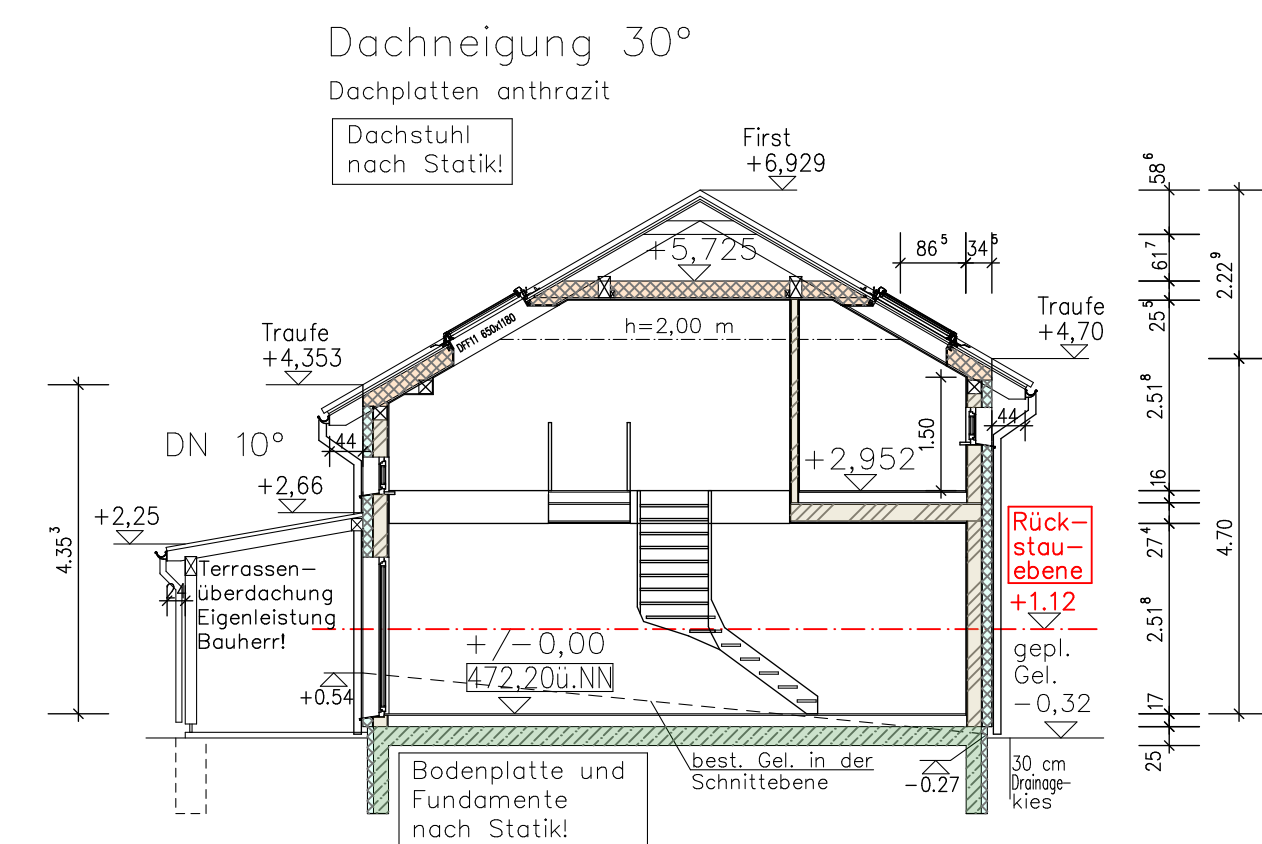 Dachneigung 30°
Dachplatten anthrazit
Dachstuhl
nach Statik!
First
+6,929
58⁶
+5,725
86⁵
34⁵
61⁷
2.22⁹
Traufe
+4,353
DFF11 650x1180
h=2,00 m
Traufe
+4,70
25⁵
DN 10°
44
1.50
44
2.51⁸
+2,66
+2,952
16
+2,25
4.35³
Rück-
stau-
ebene
+1.12
27⁴
4.70
Terrassen-
überdachung
Eigenleistung
Bauherr!
24
+/-0,00
472,20ü.NN
2.51⁸
gepl.
Gel.
-0,32
+0.54
17
best. Gel. in der
Schnittebene
-0.27
30 cm
Drainage-
kies
25
Bodenplatte und
Fundamente
nach Statik!